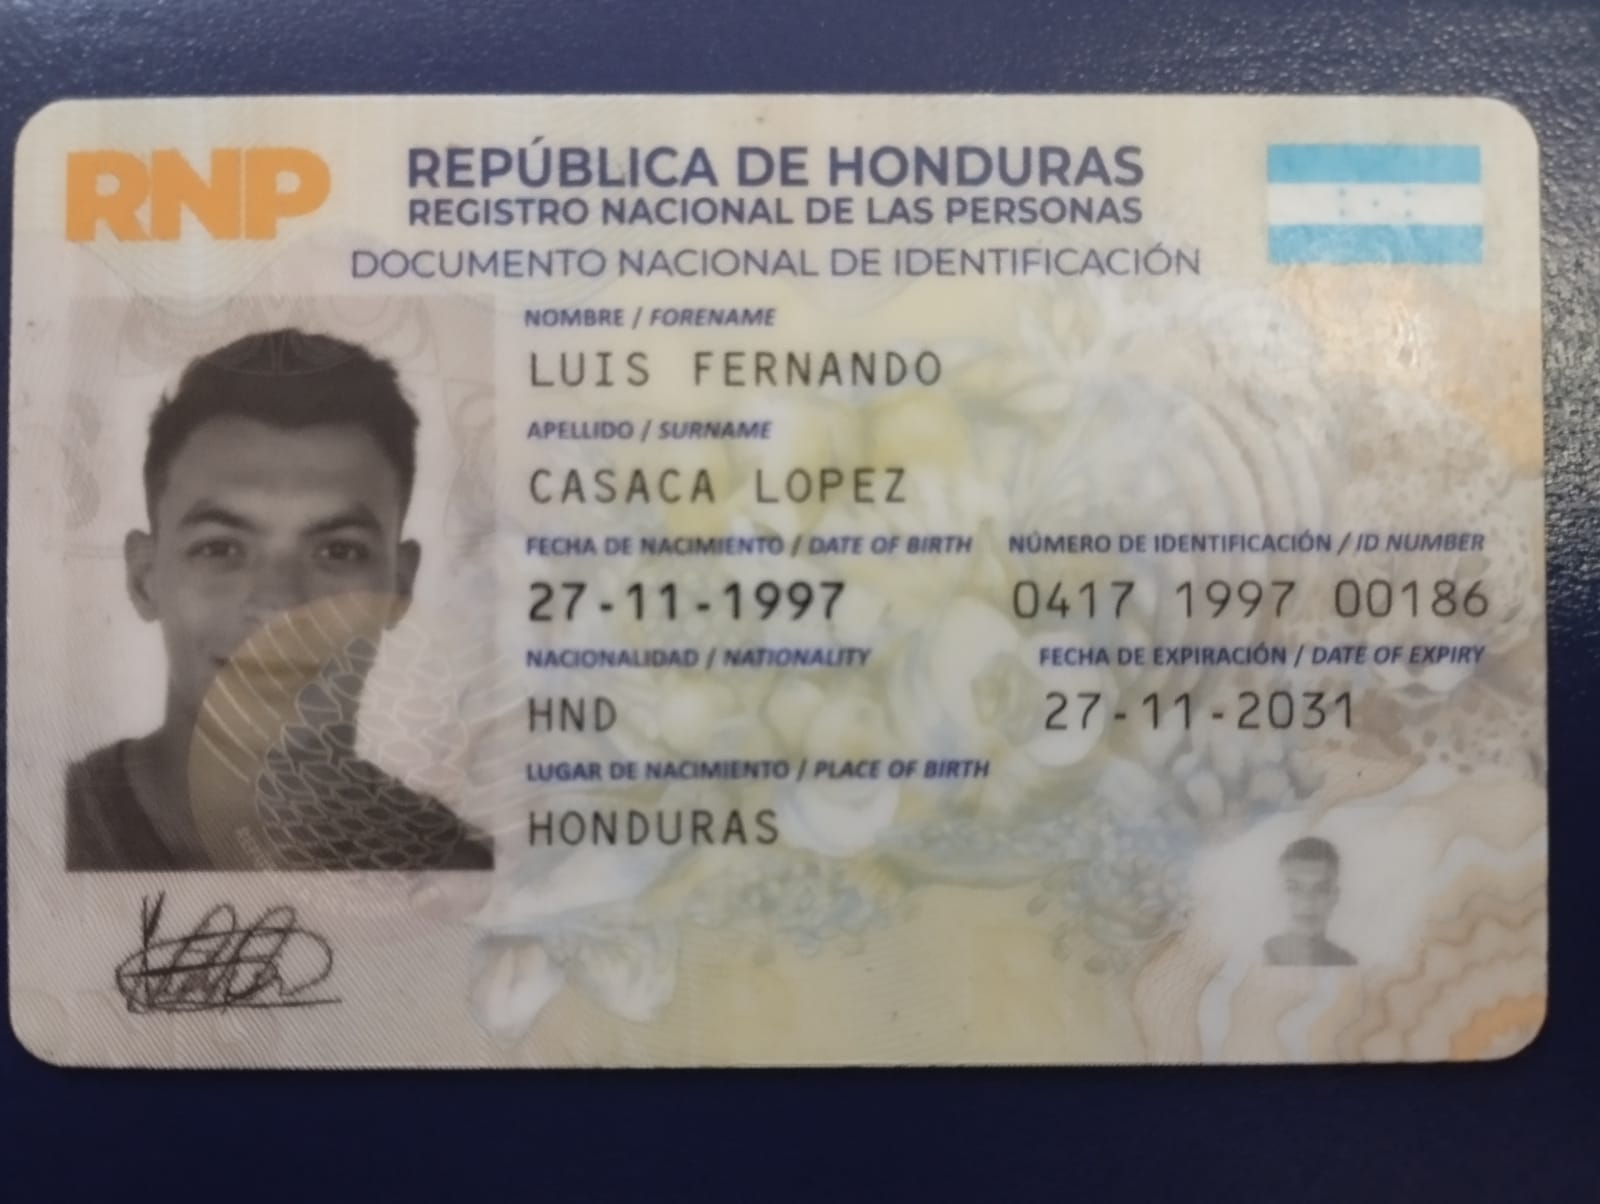 RNP
REPÚBLICA DE HONDURAS
REGISTRO NACIONAL DE LAS PERSONAS
DOCUMENTO NACIONAL DE IDENTIFICACIÓN
NOMBRE / FORENAME
LUIS FERNANDO
APELLIDO / SURNAME
CASACA LOPEZ
FECHA DE NACIMIENTO / DATE OF BIRTH NÚMERO DE IDENTIFICACIÓN / ID NUMBER
27-11-1997 0417 1997 00186
NACIONALIDAD / NATIONALITY FECHA DE EXPIRACIÓN / DATE OF EXPIRY
HND 27-11-2031
LUGAR DE NACIMIENTO / PLACE OF BIRTH
HONDURAS